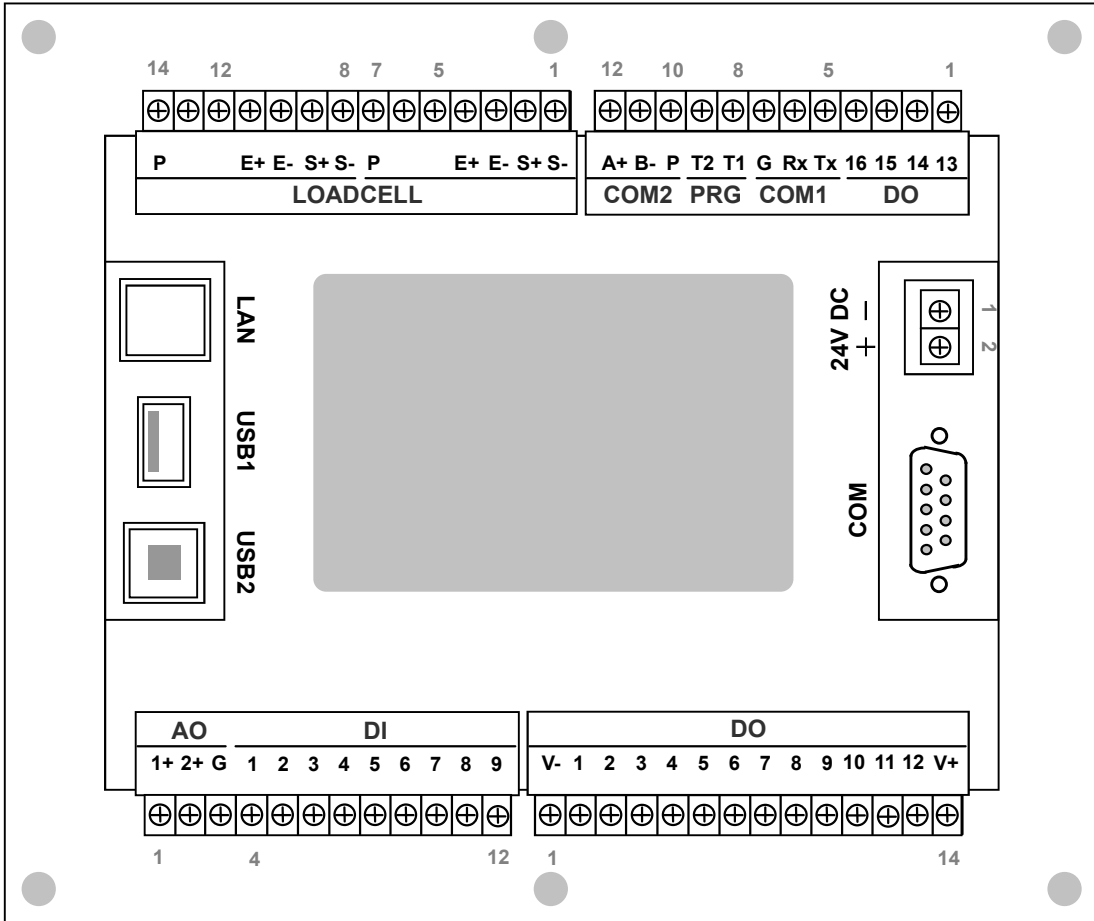 14 12 8 7 5 1 12 10 8 5 1
P E+ E- S+ S- P E+ E- S+ S- A+ B- P T2 T1 G Rx Tx 16 15 14 13
LOADCELL COM2 PRG COM1 DO
LAN
USB1
USB2
24V DC − +
1
2
COM
AO DI DO
1+ 2+ G 1 2 3 4 5 6 7 8 9 V- 1 2 3 4 5 6 7 8 9 10 11 12 V+
1 4 12 1 14